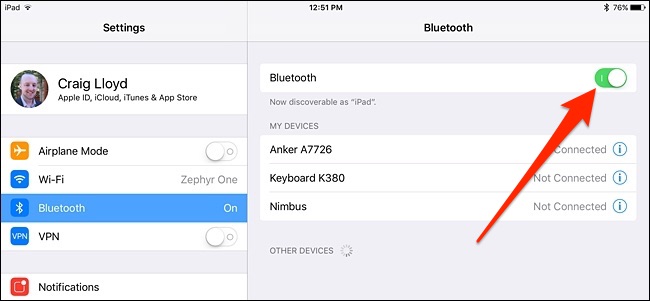 iPad
12:51 PM
76%
Settings
Bluetooth
Craig Lloyd
Apple ID, iCloud, iTunes & App Store
Airplane Mode
Wi-Fi Zephyr One
Bluetooth On
VPN VPN
Notifications
Bluetooth
Now discoverable as “iPad”.
MY DEVICES
Anker A7726 Connected
Keyboard K380 Not Connected
Nimbus Not Connected
OTHER DEVICES